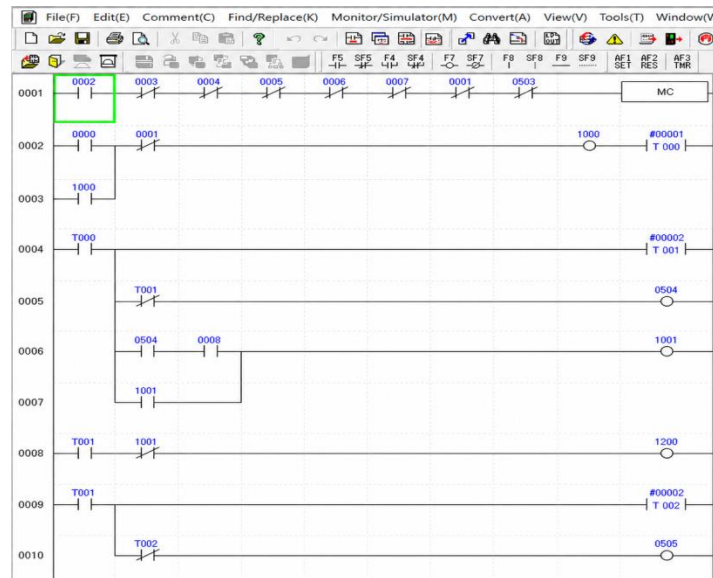 File(F) Edit(E) Comment(C) Find/Replace(K) Monitor/Simulator(M) Convert(A) View(V) Tools(T) Window(W
F5 SF5 F4 SF4 F7 SF7 F8 SF8 F9 SF9 AF1 AF2 AF3
SET RES TMR
0002 0003 0004 0005 0006 0007 0001 0503
0001 MC
0000 0001 1000 #00001
0002 T 000
1000
0003
T000 #00002
0004 T 001
T001 0504
0005
0504 0008 1001
0006
1001
0007
T001 1001 1200
0008
T001 #00002
0009 T 002
T002 0505
0010